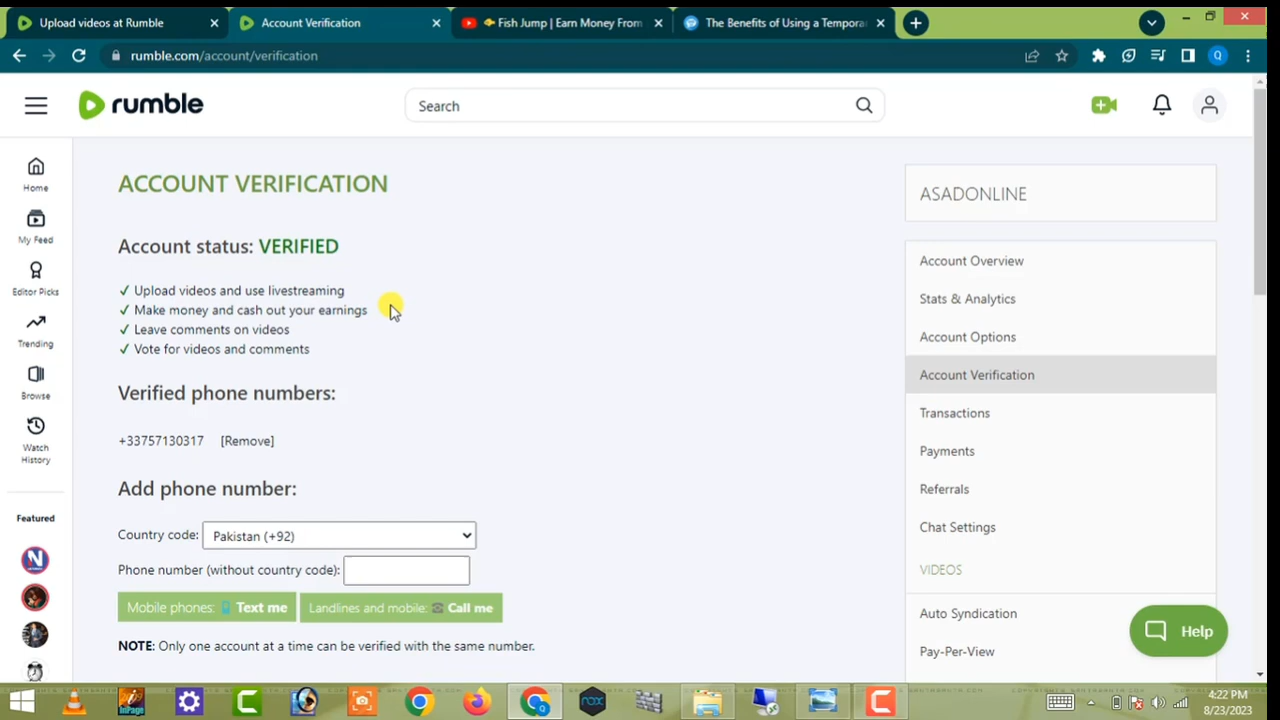 Upload videos at Rumble
Account Verification
Fish Jump | Earn Money From
The Benefits of Using a Tempora
rumble.com/account/verification
Q
rumble
Search
Home
My Feed
Editor Picks
Trending
Browse
Watch
History
Featured
ACCOUNT VERIFICATION
Account status: VERIFIED
✓ Upload videos and use livestreaming
✓ Make money and cash out your earnings
✓ Leave comments on videos
✓ Vote for videos and comments
Verified phone numbers:
+33757130317 [Remove]
Add phone number:
Country code: Pakistan (+92)
Phone number (without country code):
Mobile phones: Text me
Landlines and mobile: Call me
NOTE: Only one account at a time can be verified with the same number.
ASADONLINE
Account Overview
Stats & Analytics
Account Options
Account Verification
Transactions
Payments
Referrals
Chat Settings
VIDEOS
Auto Syndication
Pay-Per-View
Help
4:22 PM
8/23/2023